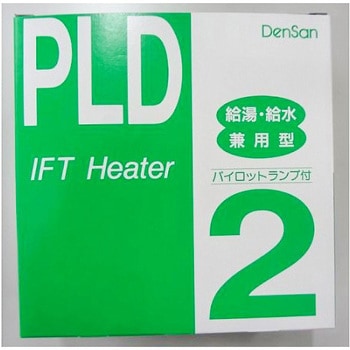 PLD
DenSan
給湯・給水
兼用型
IFT Heater
パイロットランプ付
2